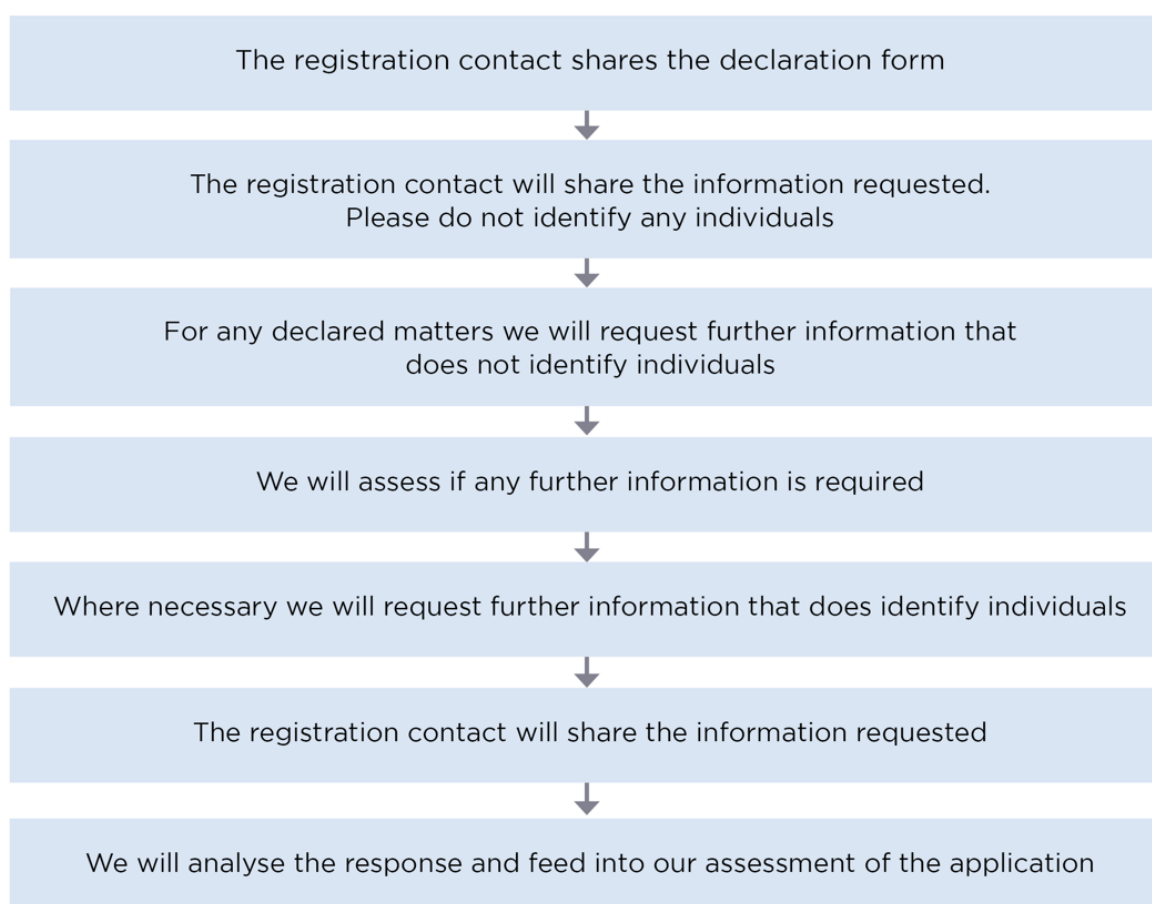 The registration contact shares the declaration form
The registration contact will share the information requested.
Please do not identify any individuals
For any declared matters we will request further information that
does not identify individuals
We will assess if any further information is required
Where necessary we will request further information that does identify individuals
The registration contact will share the information requested
We will analyse the response and feed into our assessment of the application